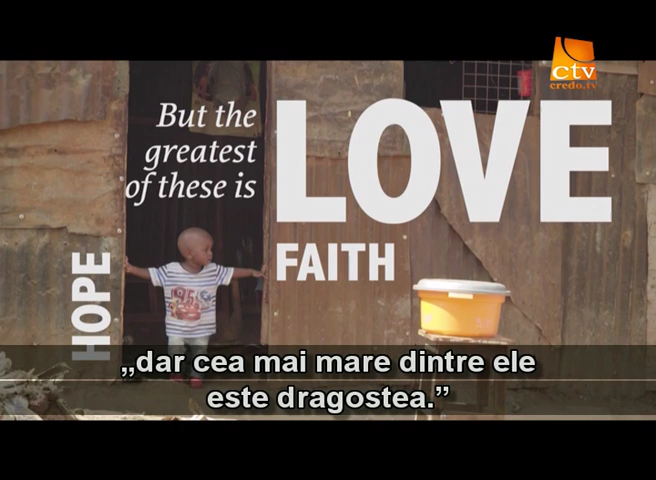 ctv
credo.tv
But the
greatest
of these is
LOVE
FAITH
HOPE
„dar cea mai mare dintre ele
este dragostea.”